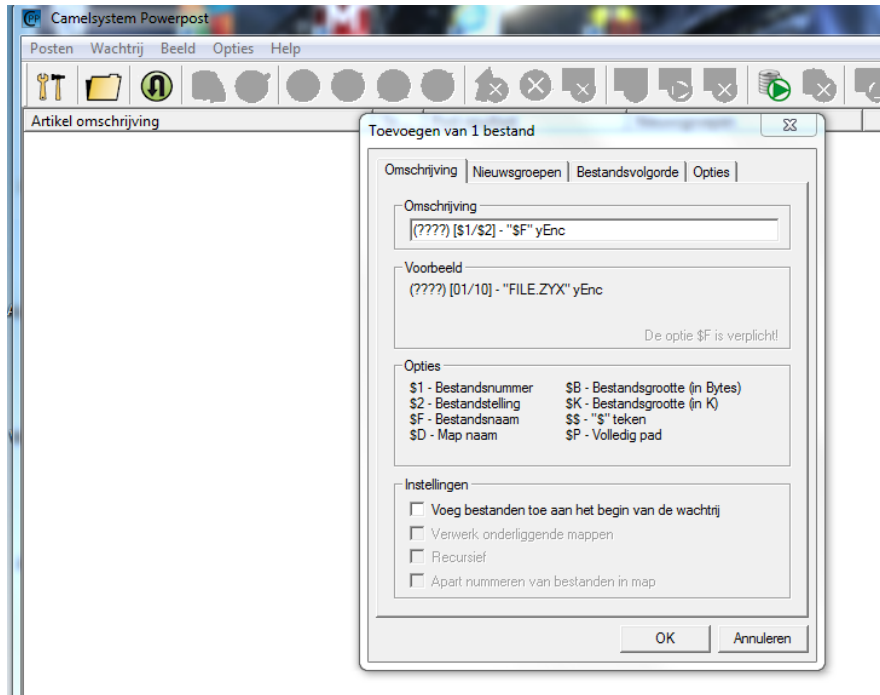 Camelsystem Powerpost
Posten Wachtrij Beeld Opties Help
Artikel omschrijving
Toevoegen van 1 bestand
Omschrijving Nieuwsgroepen Bestandsvolgorde Opties
Omschrijving
(????) [$1/$2] - "$F" yEnc
Voorbeeld
(????) [01/10] - "FILE.ZYX" yEnc
De optie $F is verplicht!
Opties
$1 - Bestandsnummer $B - Bestandsgrootte (in Bytes)
$2 - Bestandstelling $K - Bestandsgrootte (in K)
$F - Bestandsnaam $$ - "$" teken
$D - Map naam $P - Volledig pad
Instellingen
Voeg bestanden toe aan het begin van de wachtrij
Verwerk onderliggende mappen
Recursief
Apart nummeren van bestanden in map
OK Annuleren